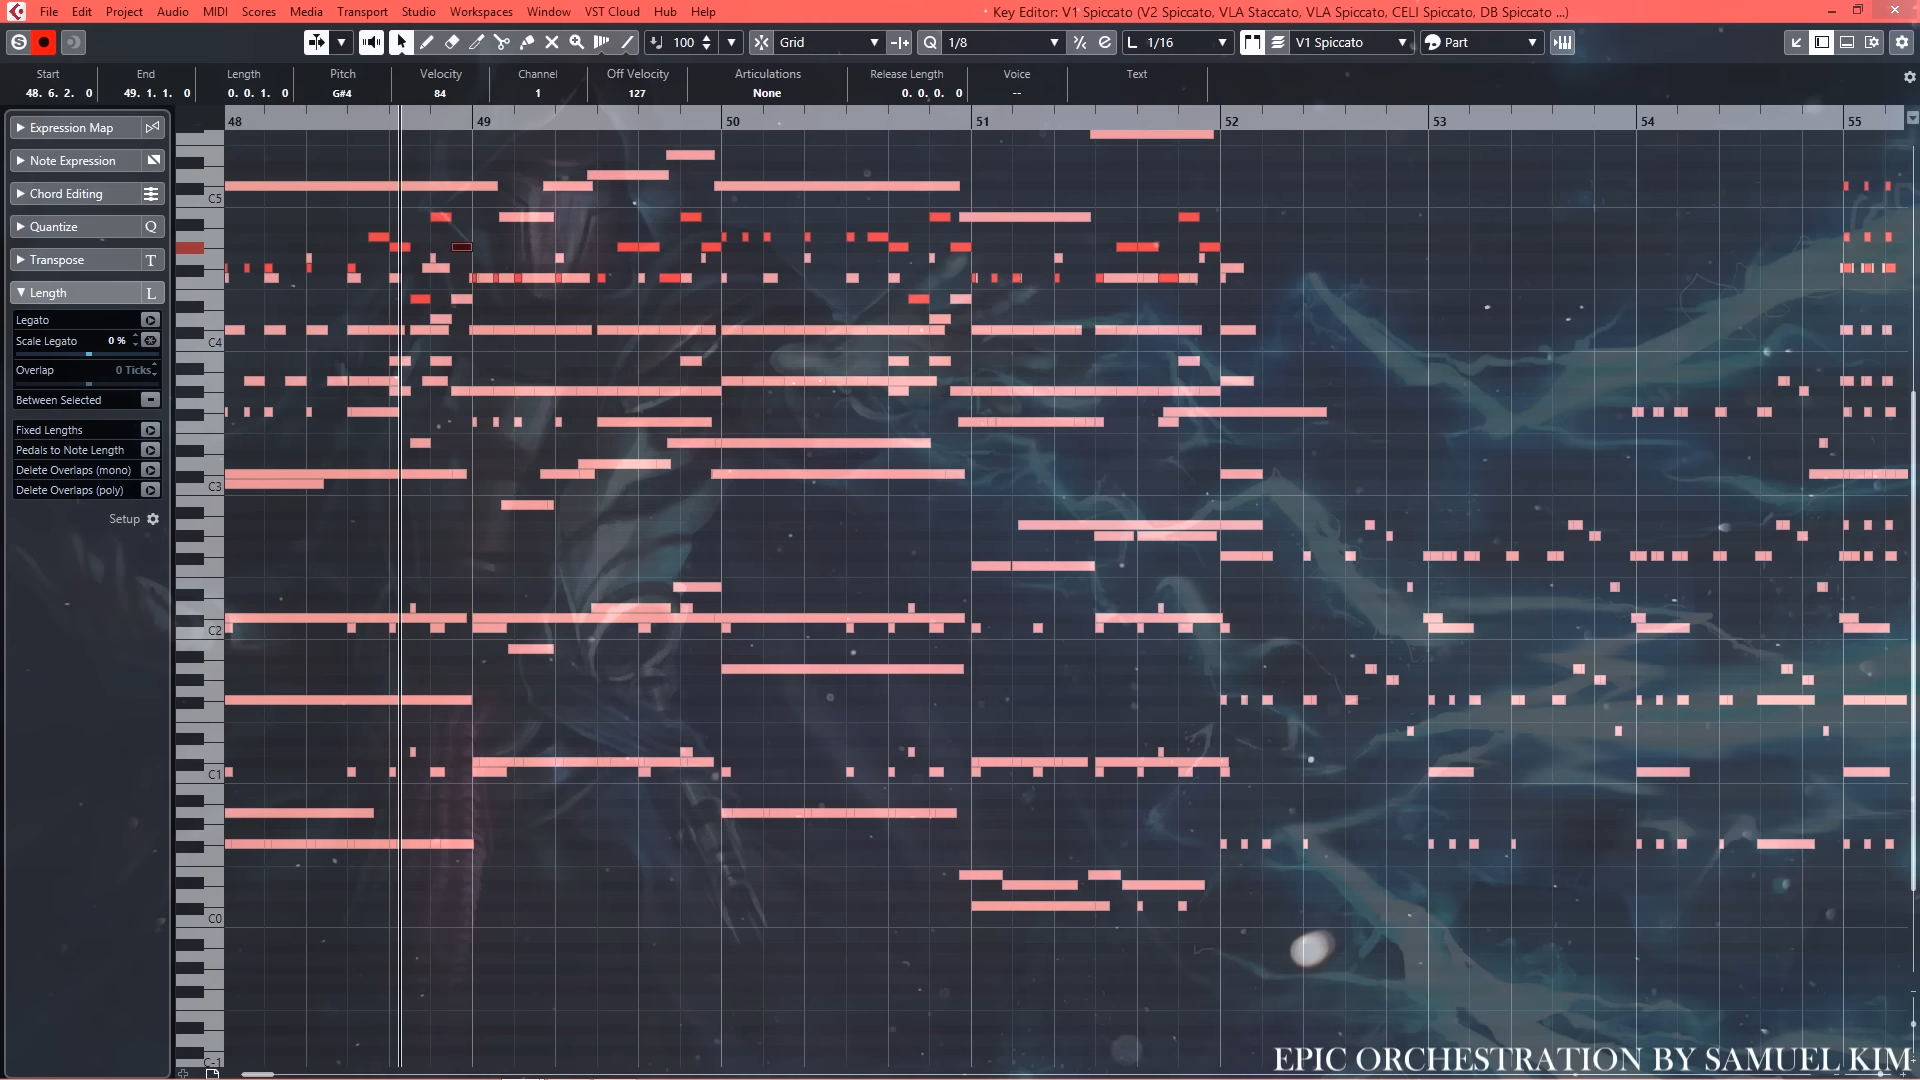 File Edit Project Audio MIDI Scores Media Transport Studio Workspaces Window VST Cloud Hub Help
Key Editor: V1 Spiccato (V2 Spiccato, VLA Staccato, VLA Spiccato, CELI Spiccato, DB Spiccato ...)
S 100 Grid Q 1/8 L 1/16 V1 Spiccato Part
Start End Length Pitch Velocity Channel Off Velocity Articulations Release Length Voice Text
48. 6. 2. 0 49. 1. 1. 0 0. 0. 1. 0 G#4 84 1 127 None 0. 0. 0. 0 --
48 49 50 51 52 53 54 55
Expression Map
Note Expression
Chord Editing
Quantize Q
Transpose T
Length L
Legato
Scale Legato 0 %
Overlap 0 Ticks
Between Selected
Fixed Lengths
Pedals to Note Length
Delete Overlaps (mono)
Delete Overlaps (poly)
Setup
C5
C4
C3
C2
C1
C0
C-1
EPIC ORCHESTRATION BY SAMUEL KIM